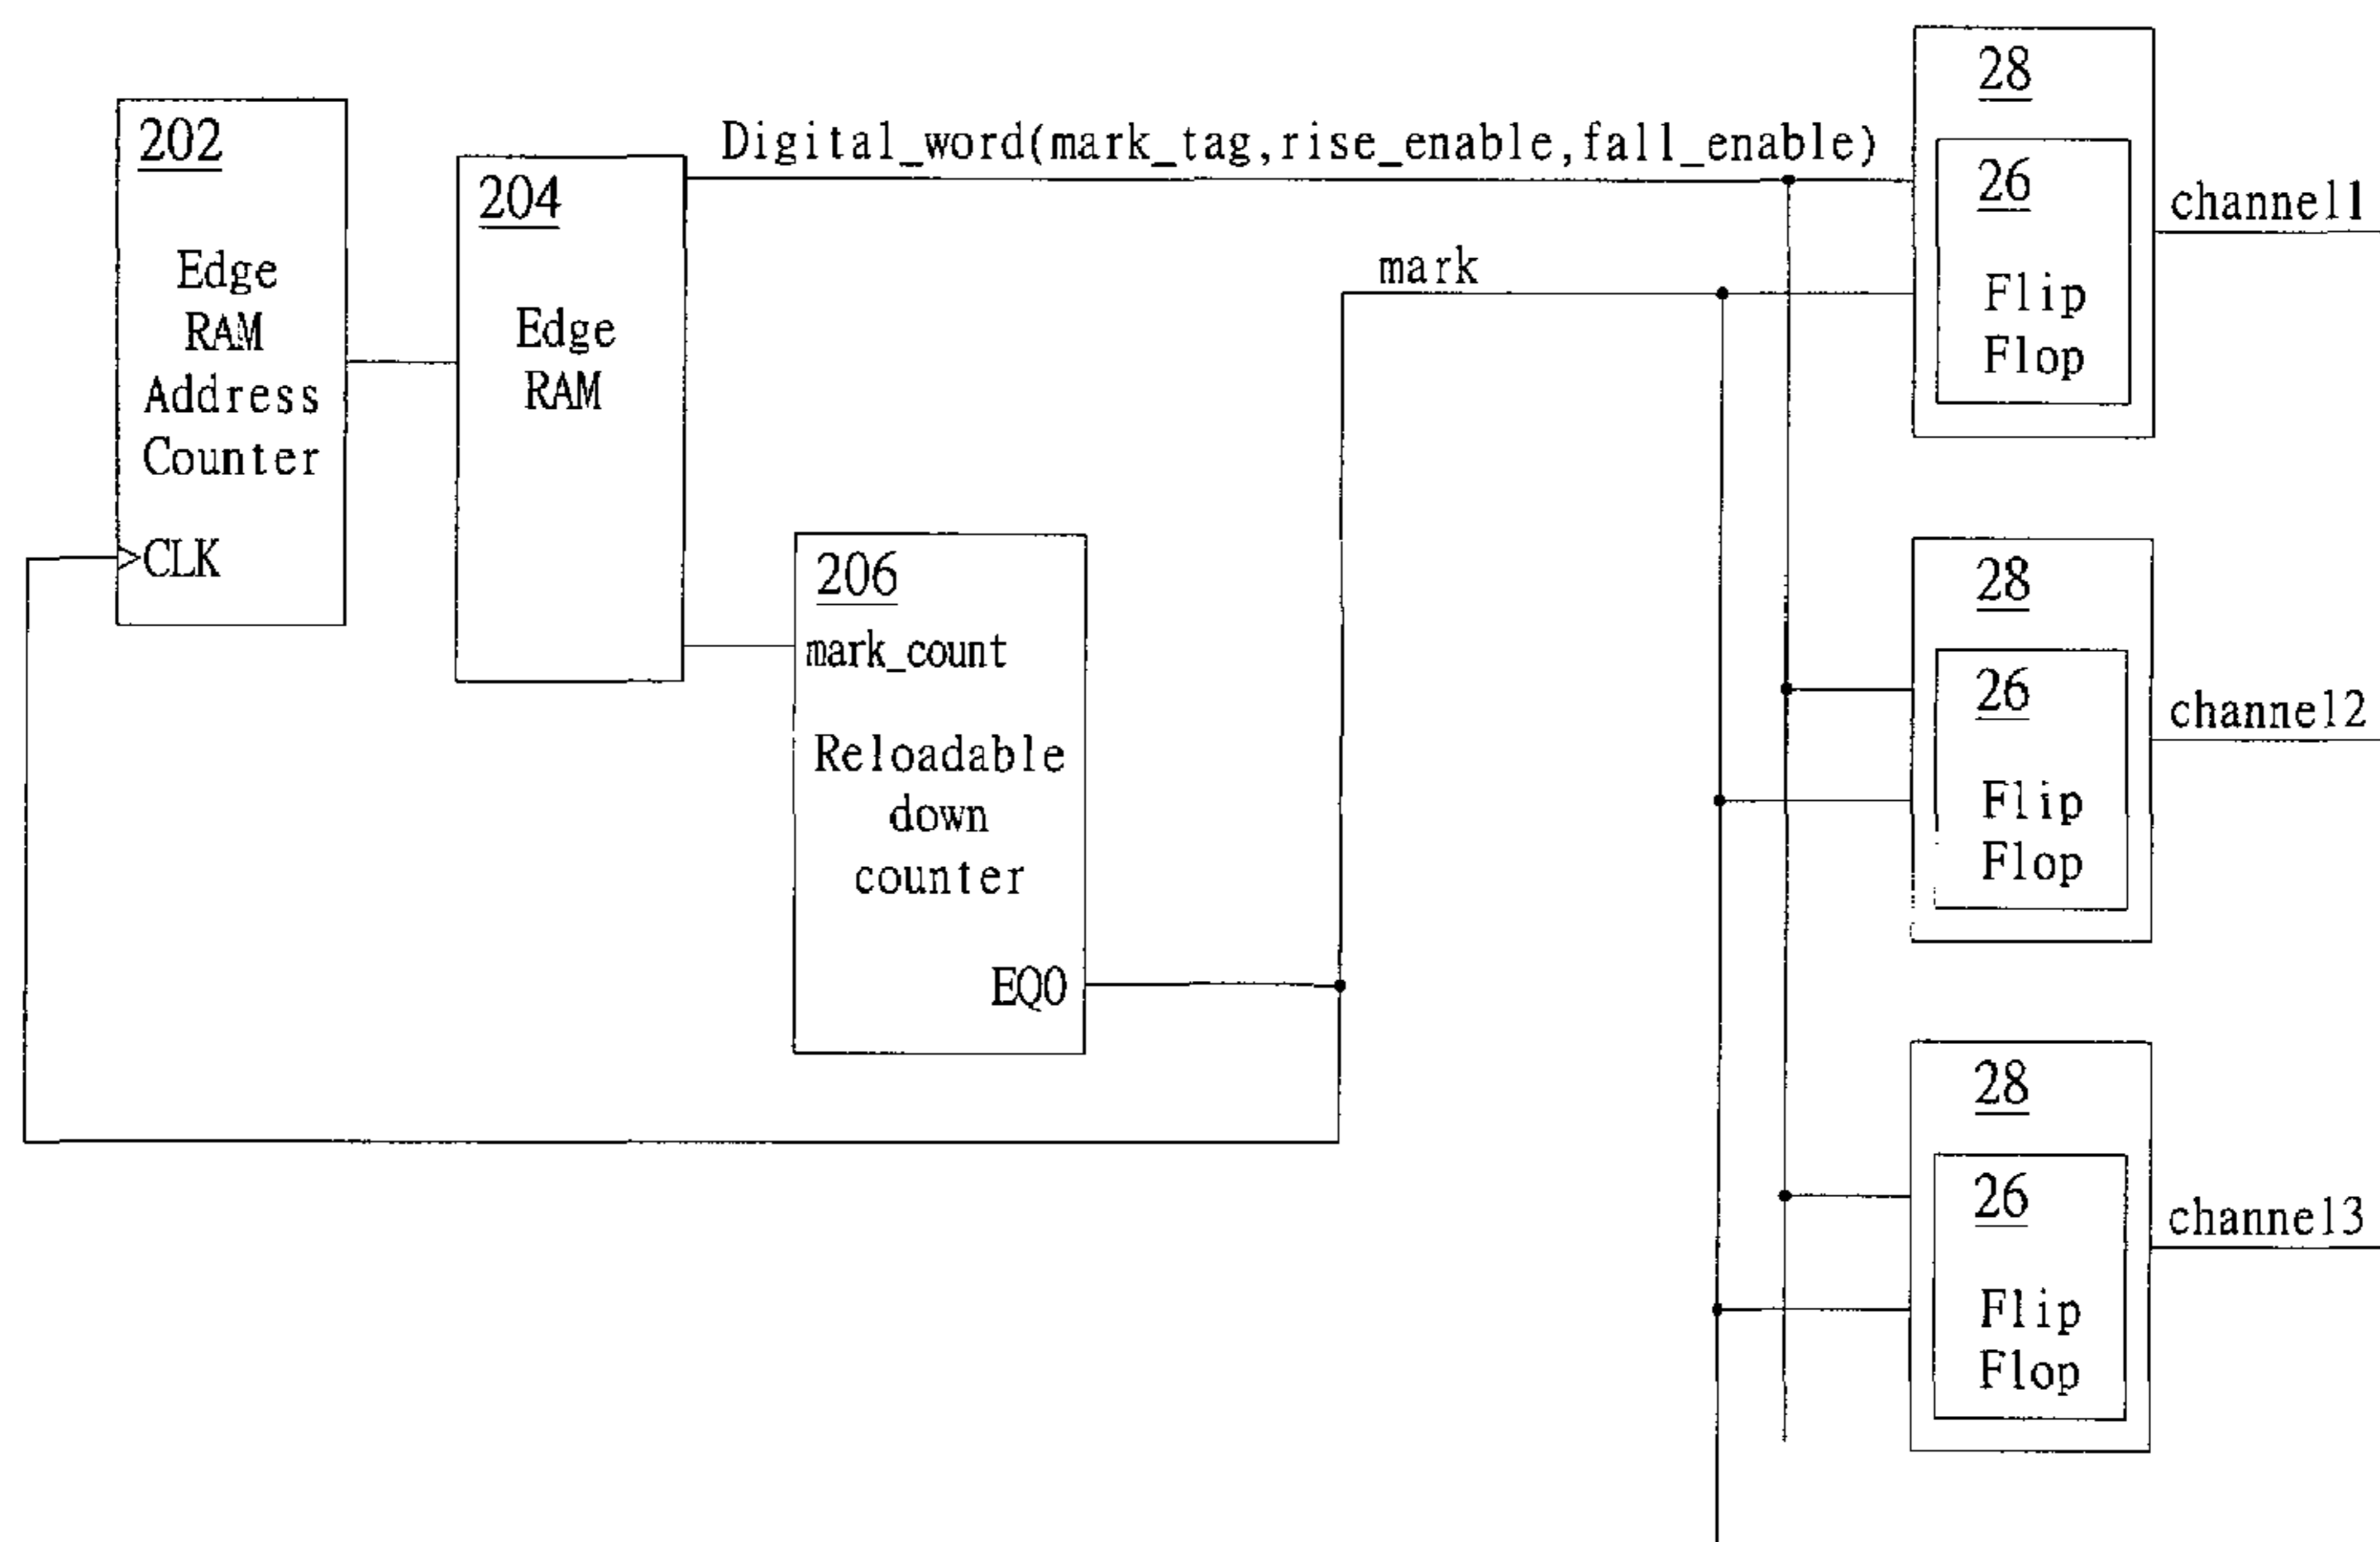 202
Edge
RAM
Address
Counter
CLK
204
Edge
RAM
Digital_word(mark_tag,rise_enable,fall_enable)
mark
206
mark_count
Reloadable
down
counter
EQ0
28
26
Flip
Flop
channel1
28
26
Flip
Flop
channel2
28
26
Flip
Flop
channel3